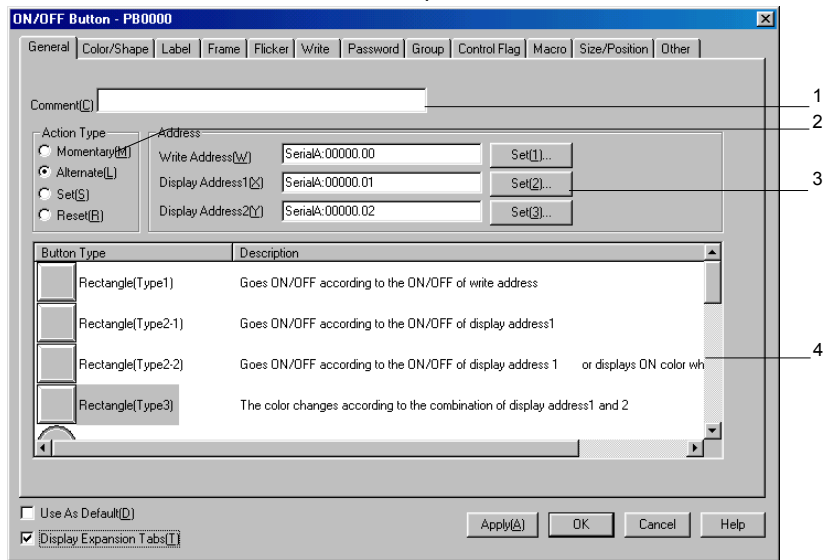 ON/OFF Button - PB0000
General Color/Shape Label Frame Flicker Write Password Group Control Flag Macro Size/Position Other
Comment(C) 1
Action Type Address 2
Momentary(M) Write Address(W) SerialA:00000.00 Set(1)...
Alternate(L) Display Address1(X) SerialA:00000.01 Set(2)... 3
Set(S)
Reset(R) Display Address2(Y) SerialA:00000.02 Set(3)...
Button Type Description
Rectangle(Type1) Goes ON/OFF according to the ON/OFF of write address
Rectangle(Type2-1) Goes ON/OFF according to the ON/OFF of display address1
Rectangle(Type2-2) Goes ON/OFF according to the ON/OFF of display address 1 or displays ON color wh 4
Rectangle(Type3) The color changes according to the combination of display address1 and 2
Use As Default(D)
Display Expansion Tabs(T) Apply(A) OK Cancel Help